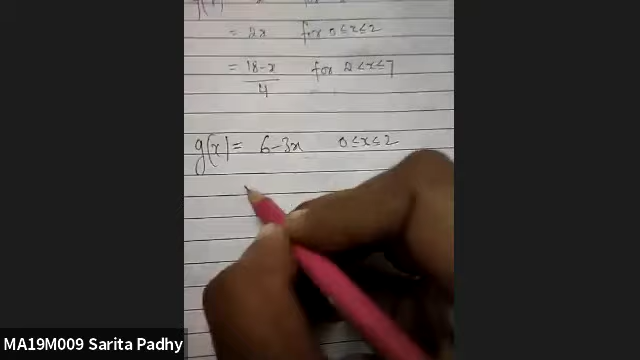 = 2x for 0 ≤ x ≤ 2
= 18-x / 4 for 2 < x ≤ 7
g(x) = 6-3x 0 ≤ x ≤ 2
MA19M009 Sarita Padhy